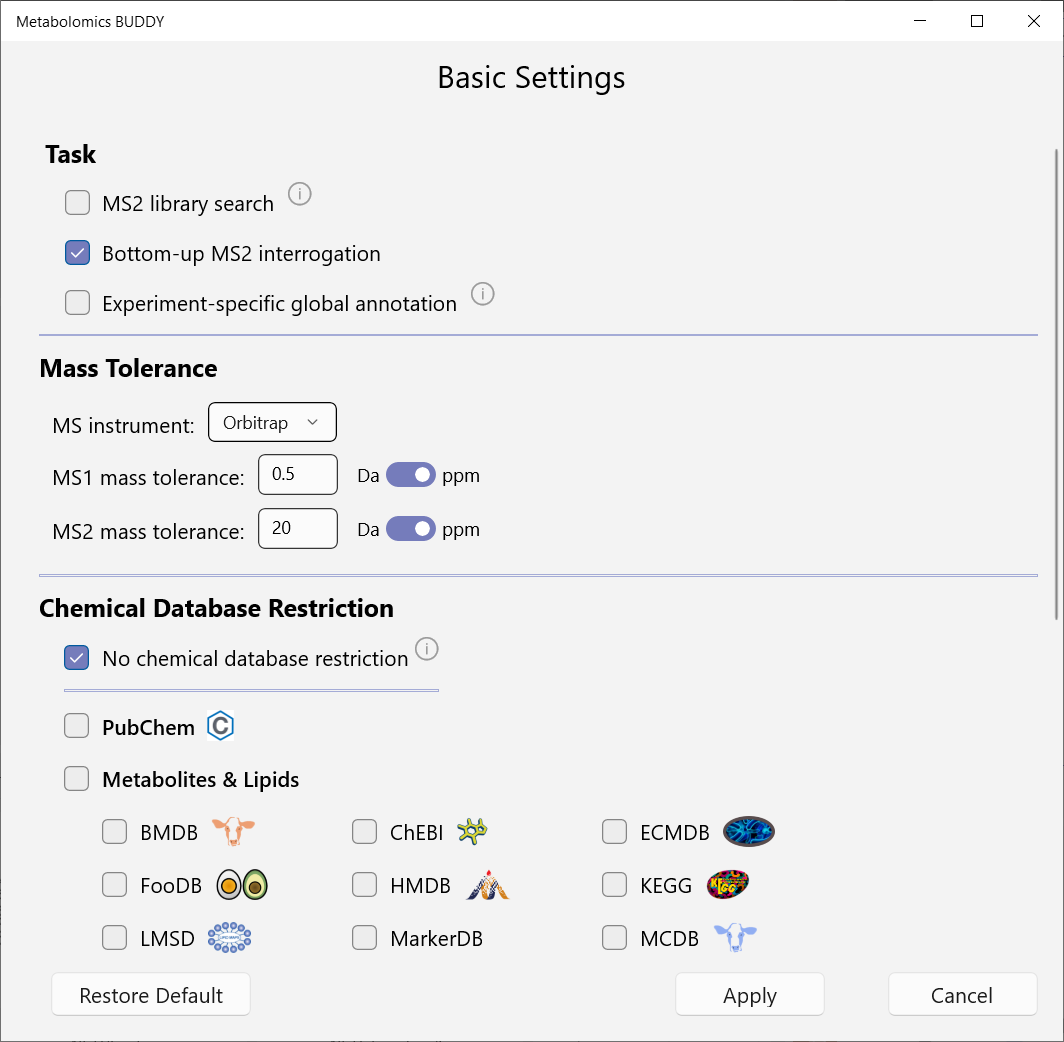 Metabolomics BUDDY
Basic Settings
Task
MS2 library search
Bottom-up MS2 interrogation
Experiment-specific global annotation
Mass Tolerance
MS instrument: Orbitrap
MS1 mass tolerance: 0.5 Da ppm
MS2 mass tolerance: 20 Da ppm
Chemical Database Restriction
No chemical database restriction
PubChem
Metabolites & Lipids
BMDB ChEBI ECMDB
FooDB HMDB KEGG
LMSD MarkerDB MCDB
Restore Default Apply Cancel